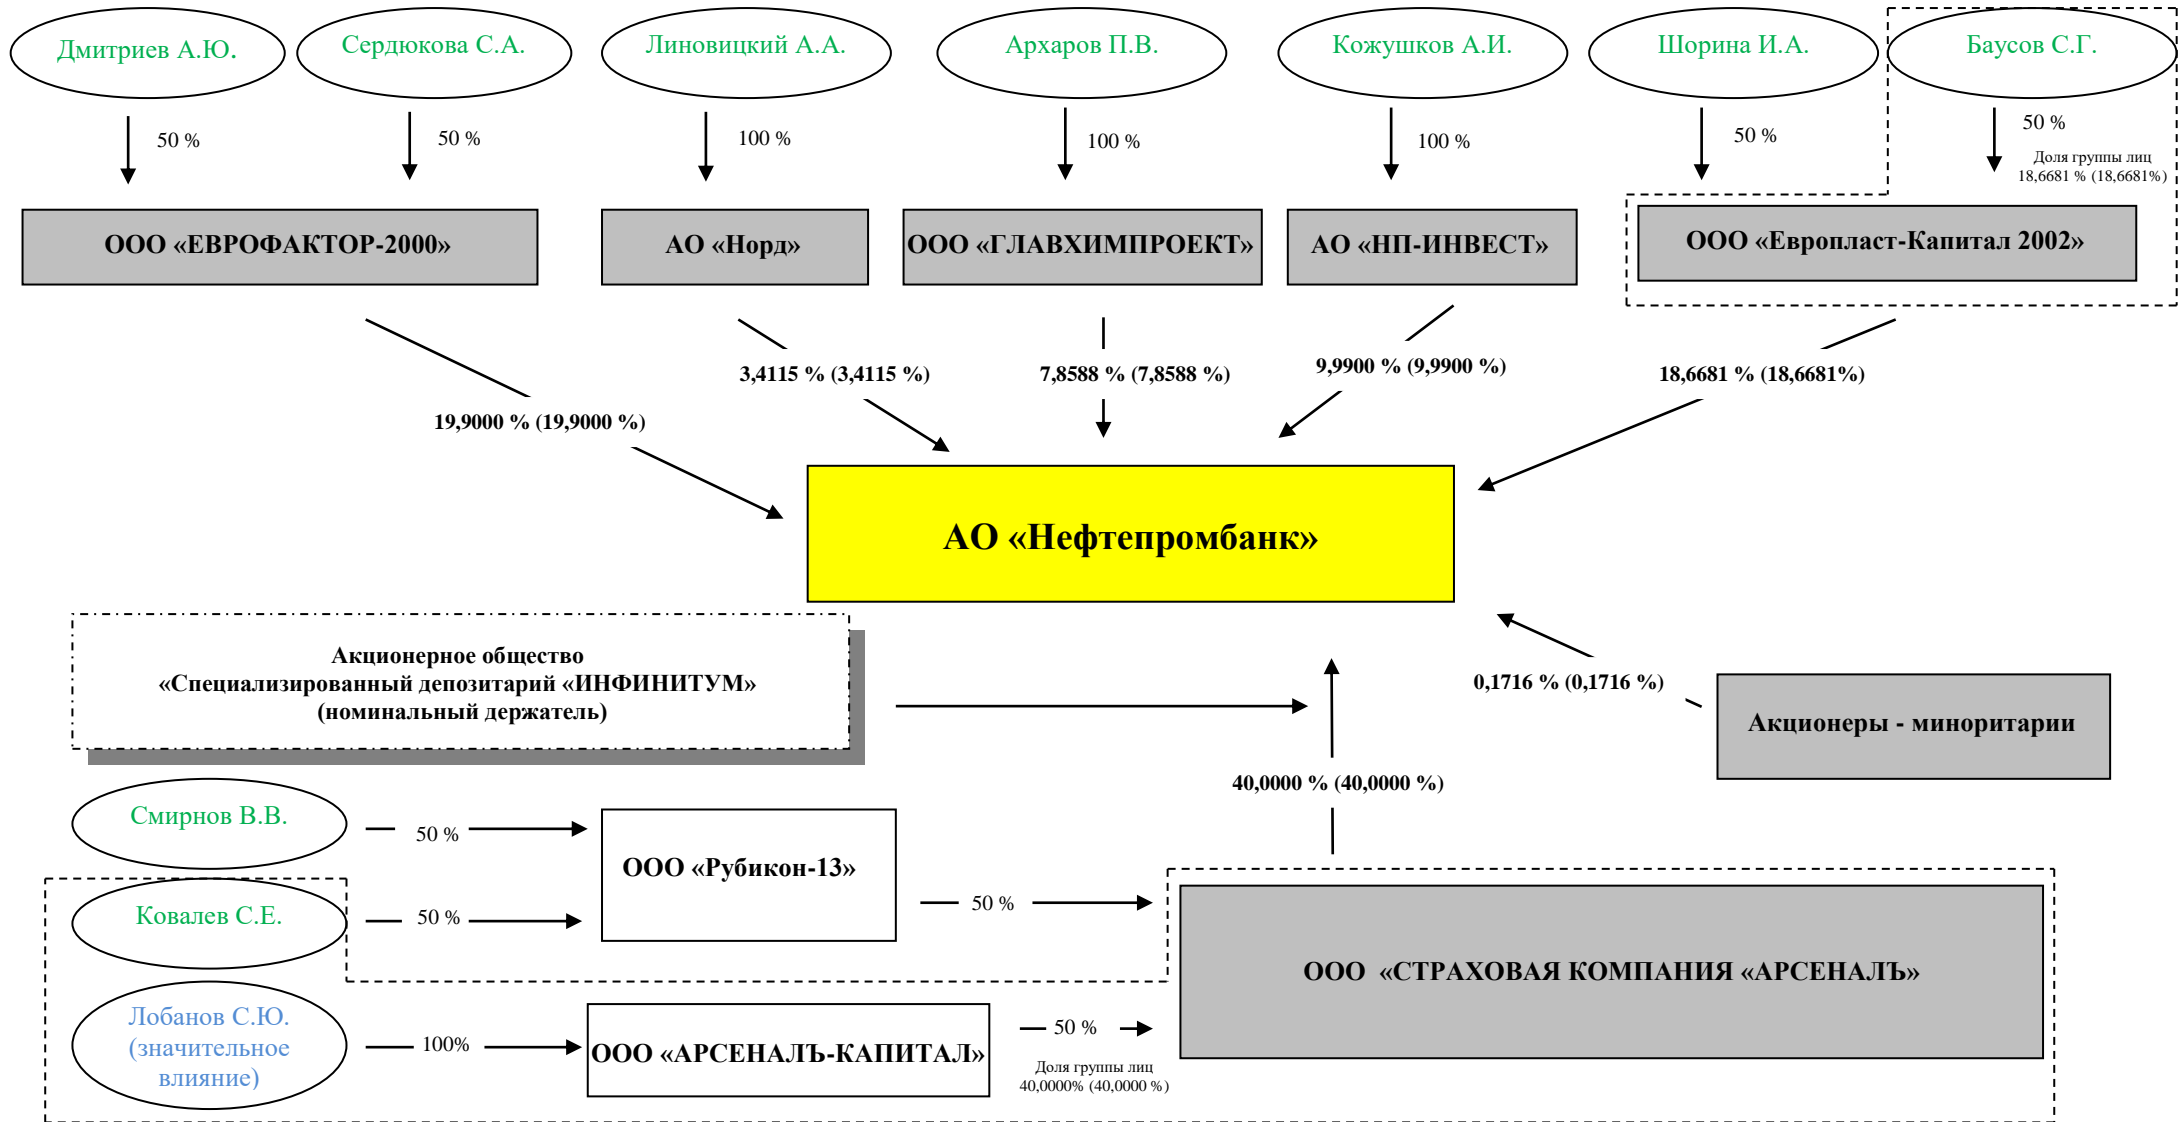 Дмитриев А.Ю.
Сердюкова С.А.
Линовицкий А.А.
Архаров П.В.
Кожушков А.И.
Шорина И.А.
Баусов С.Г.
50 %
50 %
100 %
100 %
100 %
50 %
50 %
Доля группы лиц
18,6681 % (18,6681%)
ООО «ЕВРОФАКТОР-2000»
АО «Норд»
ООО «ГЛАВХИМПРОЕКТ»
АО «НП-ИНВЕСТ»
ООО «Европласт-Капитал 2002»
19,9000 % (19,9000 %)
3,4115 % (3,4115 %)
7,8588 % (7,8588 %)
9,9900 % (9,9900 %)
18,6681 % (18,6681%)
АО «Нефтепромбанк»
Акционерное общество
«Специализированный депозитарий «ИНФИНИТУМ»
(номинальный держатель)
0,1716 % (0,1716 %)
Акционеры - миноритарии
40,0000 % (40,0000 %)
Смирнов В.В.
50 %
ООО «Рубикон-13»
Ковалев С.Е.
50 %
50 %
ООО «СТРАХОВАЯ КОМПАНИЯ «АРСЕНАЛЪ»
Лобанов С.Ю.
(значительное
влияние)
100%
ООО «АРСЕНАЛЪ-КАПИТАЛ»
50 %
Доля группы лиц
40,0000% (40,0000 %)